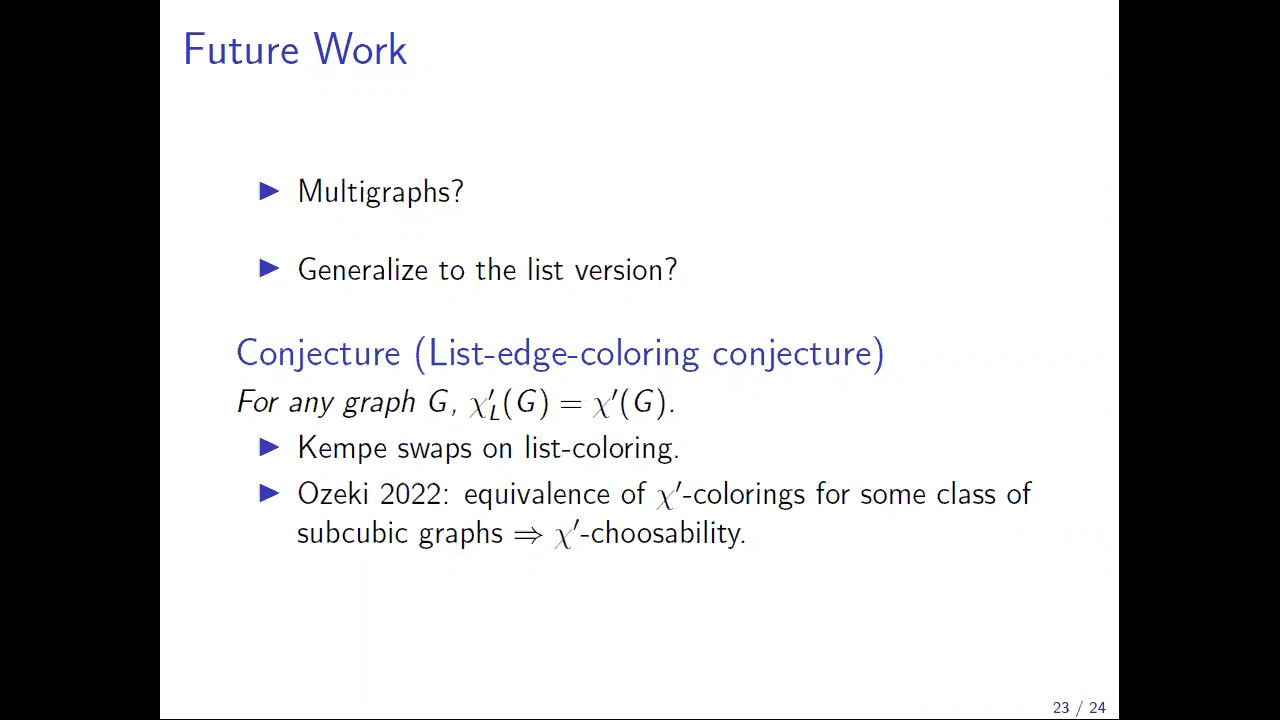 Future Work
▶ Multigraphs?
▶ Generalize to the list version?
Conjecture (List-edge-coloring conjecture)
For any graph G, χ′_L(G) = χ′(G).
▶ Kempe swaps on list-coloring.
▶ Ozeki 2022: equivalence of χ′-colorings for some class of
subcubic graphs ⇒ χ′-choosability.
23 / 24